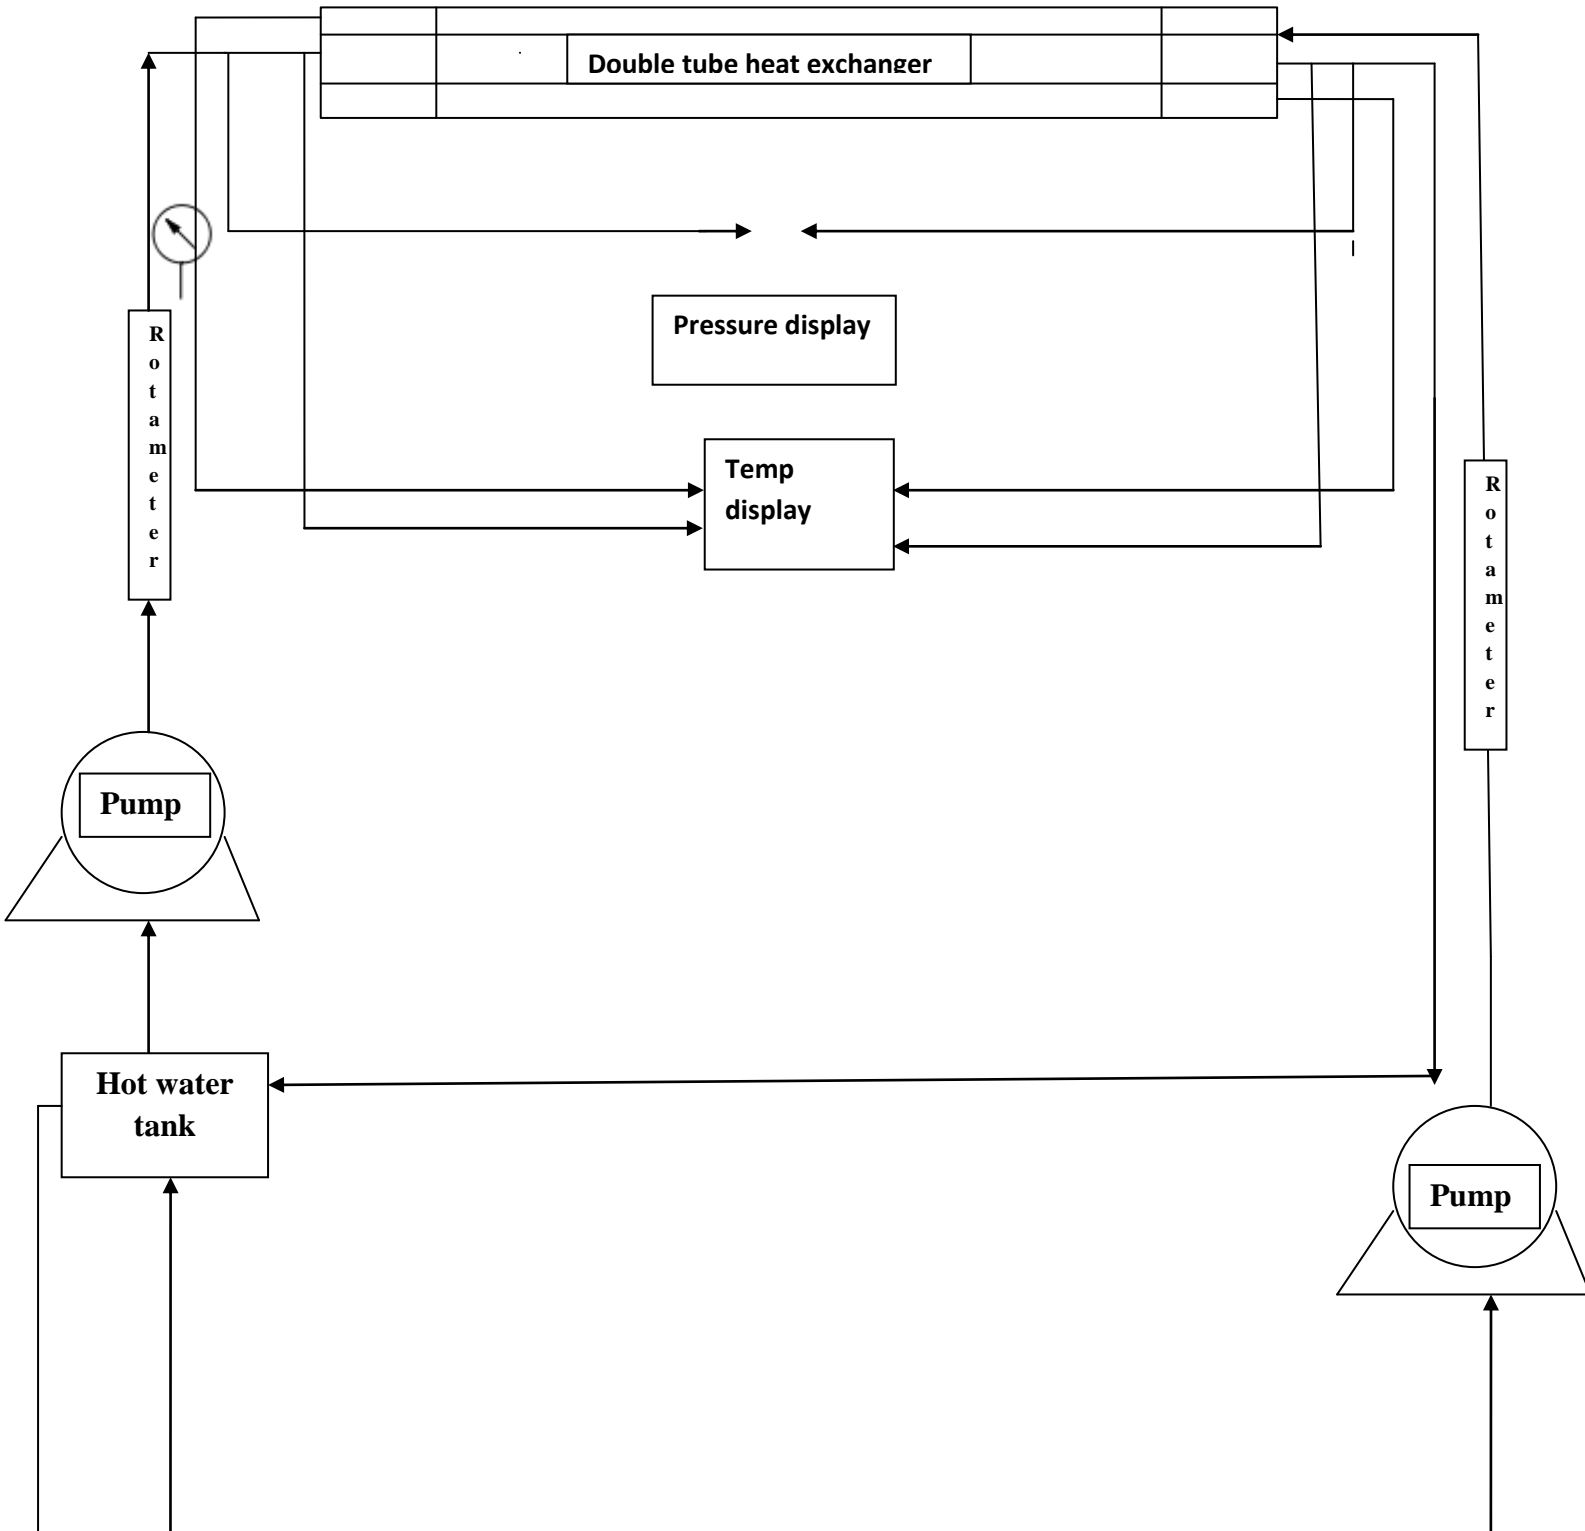 Double tube heat exchanger
Pressure display
Rotameter
Temp
display
Rotameter
Pump
Hot water
tank
Pump